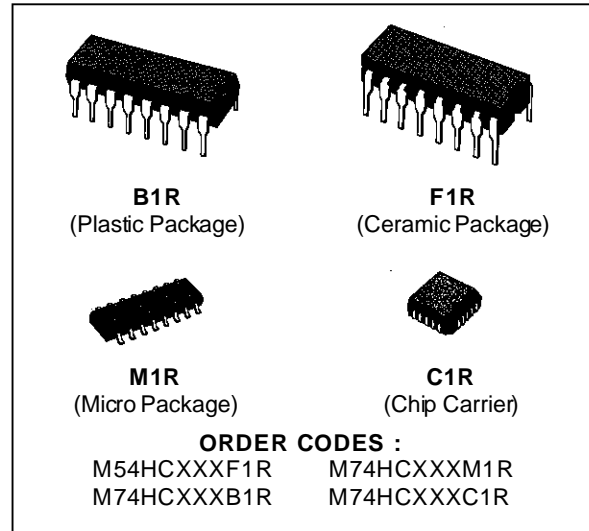 B1R
(Plastic Package)
F1R
(Ceramic Package)
M1R
(Micro Package)
C1R
(Chip Carrier)
ORDER CODES :
M54HCXXXF1R M74HCXXXM1R
M74HCXXXB1R M74HCXXXC1R